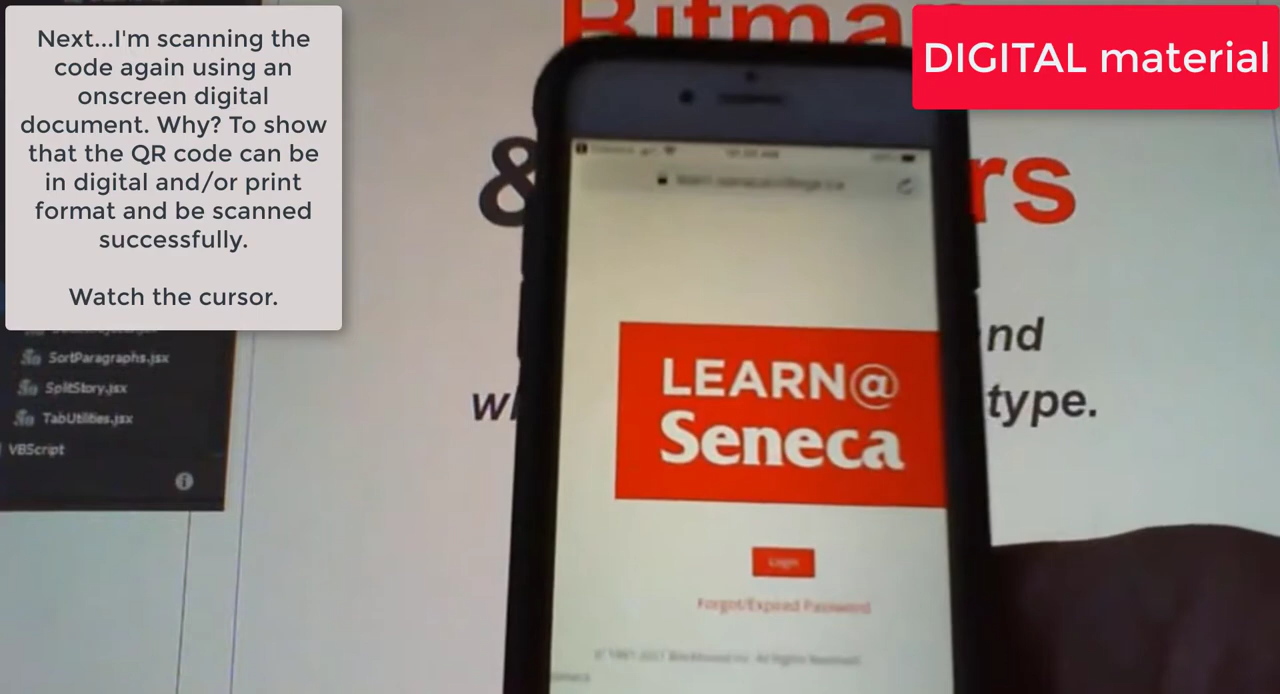 Next...I'm scanning the
code again using an
onscreen digital
document. Why? To show
that the QR code can be
in digital and/or print
format and be scanned
successfully.
Watch the cursor.
DIGITAL material
Bitmap
&
rs
nd
type.
SortParagraphs.jsx
SplitStory.jsx
TabUtilities.jsx
VBScript
LEARN@
Seneca
Login
Forgot/Expired Password